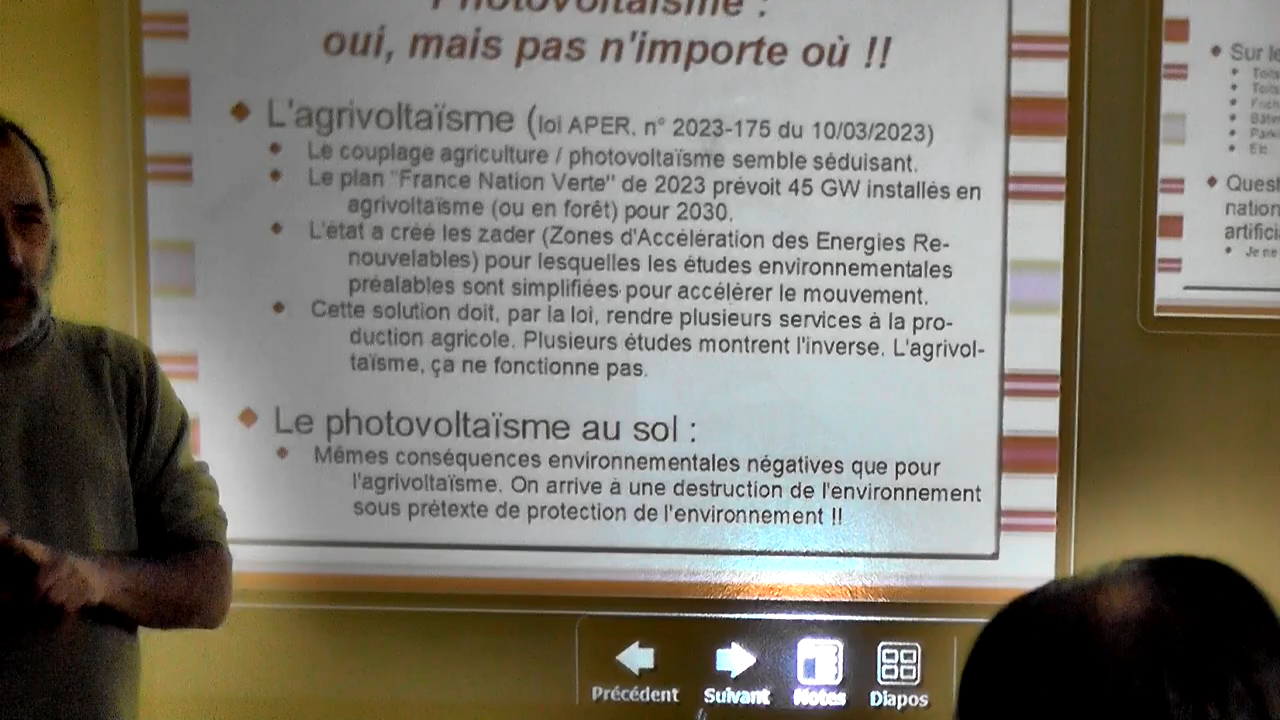 Photovoltaïsme :
oui, mais pas n'importe où !!
L'agrivoltaïsme (loi APER. n° 2023-175 du 10/03/2023)
Le couplage agriculture / photovoltaïsme semble séduisant.
Le plan "France Nation Verte" de 2023 prévoit 45 GW installés en
agrivoltaïsme (ou en forêt) pour 2030.
L'état a créé les zader (Zones d'Accélération des Energies Re-
nouvelables) pour lesquelles les études environnementales
préalables sont simplifiées pour accélérer le mouvement.
Cette solution doit, par la loi, rendre plusieurs services à la pro-
duction agricole. Plusieurs études montrent l'inverse. L'agrivol-
taïsme, ça ne fonctionne pas.
Le photovoltaïsme au sol :
Mêmes conséquences environnementales négatives que pour
l'agrivoltaïsme. On arrive à une destruction de l'environnement
sous prétexte de protection de l'environnement !!
Sur
Etc
Je ne
Précédent Suivant Notes Diapos